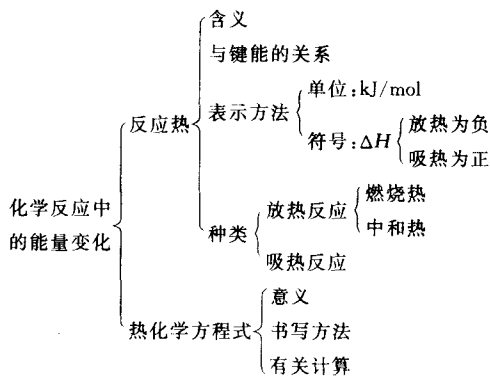 含义
与键能的关系
单位:kJ/mol
表示方法
放热为负
反应热
符号:ΔH
吸热为正
燃烧热
放热反应
化学反应中
的能量变化
中和热
种类
吸热反应
意义
热化学方程式
书写方法
有关计算